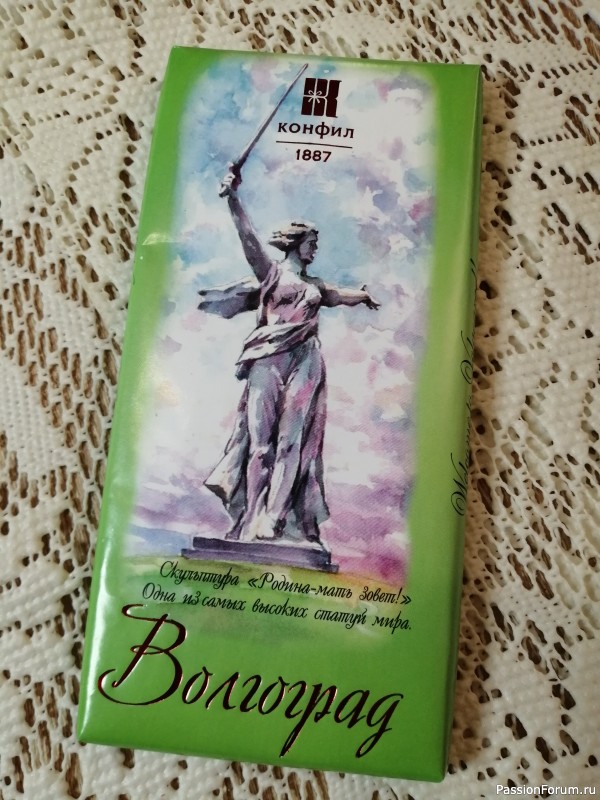 КОНФИЛ
1887
Скульптура «Родина-мать зовет!»
Одна из самых высоких статуй мира.
Волгоград
PassionForum.ru